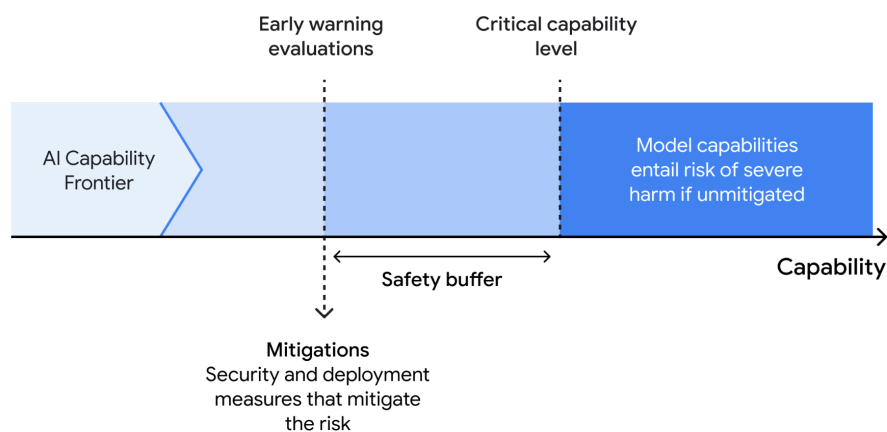 Early warning
evaluations
Critical capability
level
AI Capability
Frontier
Model capabilities
entail risk of severe
harm if unmitigated
Safety buffer
Capability
Mitigations
Security and deployment
measures that mitigate
the risk